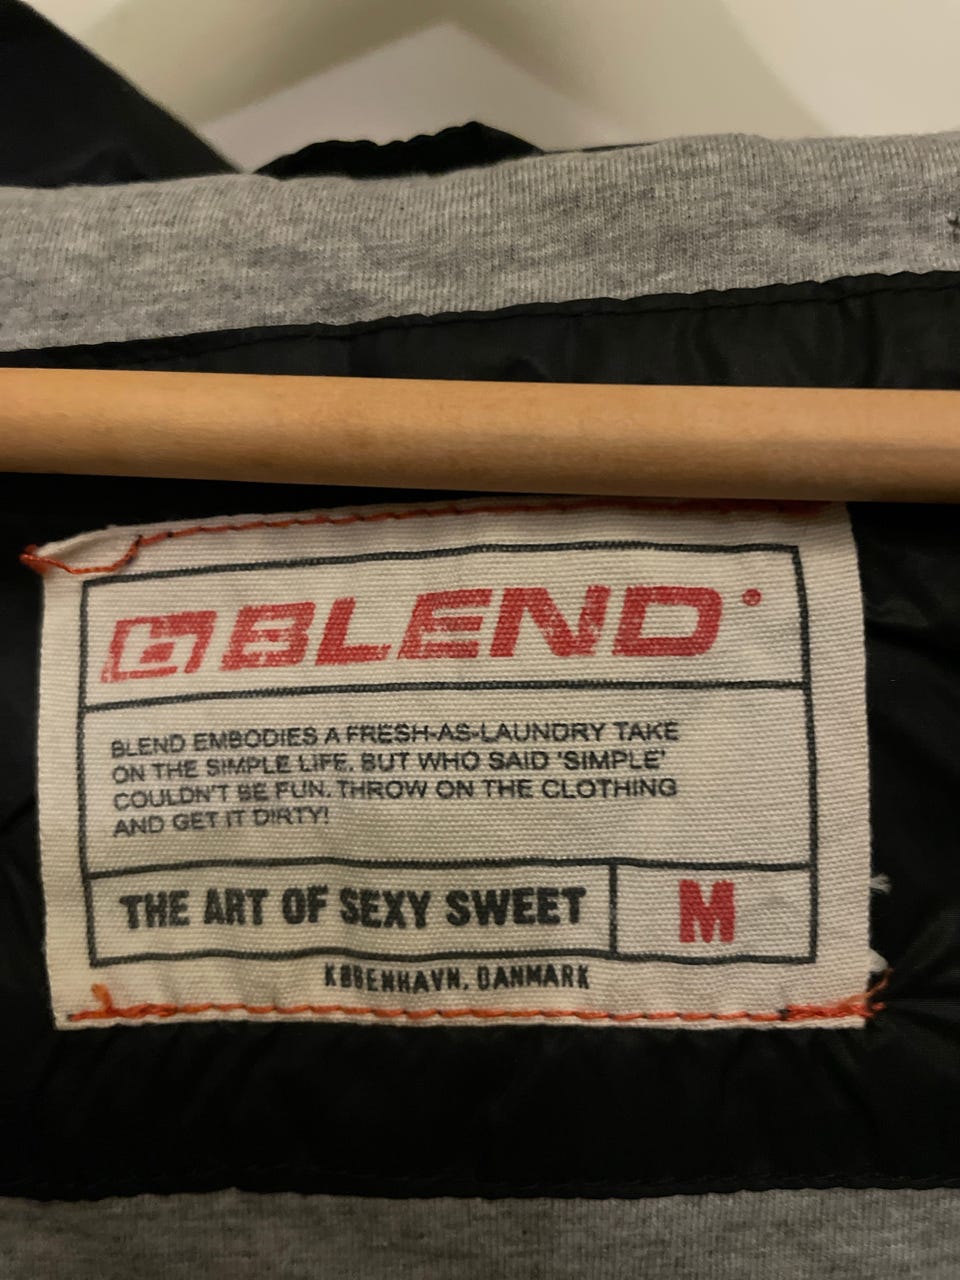 BLEND
BLEND EMBODIES A FRESH-AS-LAUNDRY TAKE
ON THE SIMPLE LIFE. BUT WHO SAID 'SIMPLE'
COULDN'T BE FUN. THROW ON THE CLOTHING
AND GET IT DIRTY!
THE ART OF SEXY SWEET M
KØBENHAVN, DANMARK